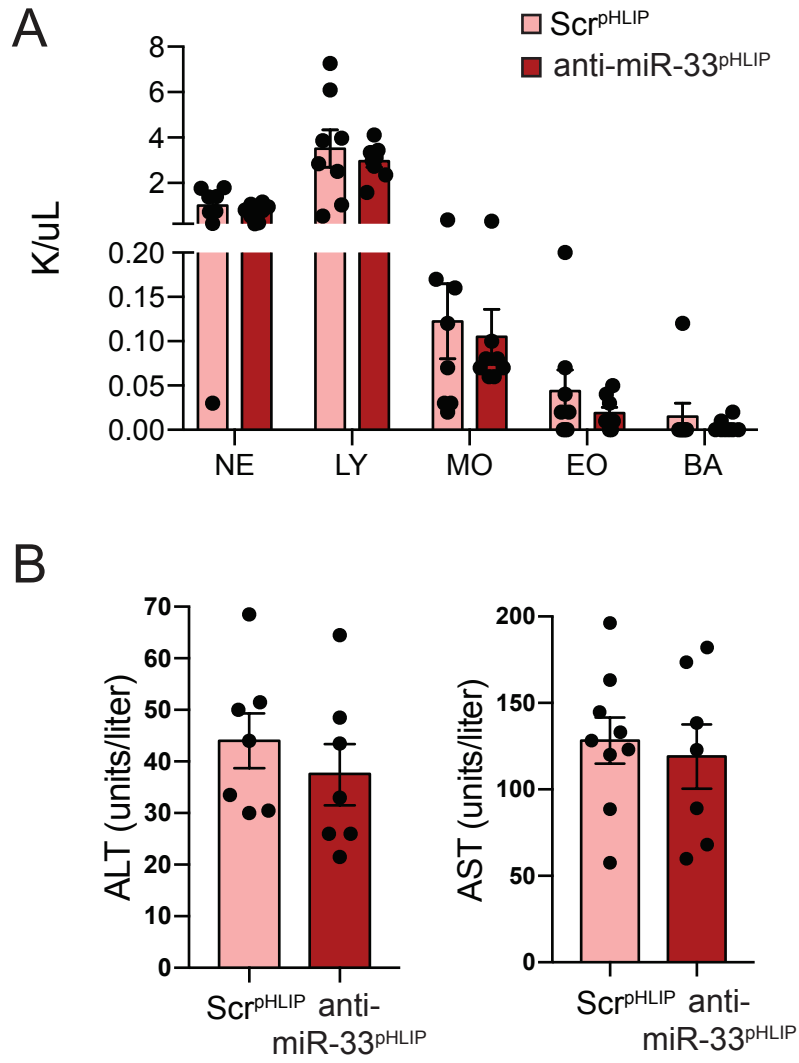 A
Scr^pHLIP
anti-miR-33^pHLIP
K/uL
8
6
4
2
0.20
0.15
0.10
0.05
0.00
NE LY MO EO BA
B
ALT (units/liter)
70
60
50
40
30
20
10
0
Scr^pHLIP anti-
miR-33^pHLIP
AST (units/liter)
200
150
100
50
0
Scr^pHLIP anti-
miR-33^pHLIP